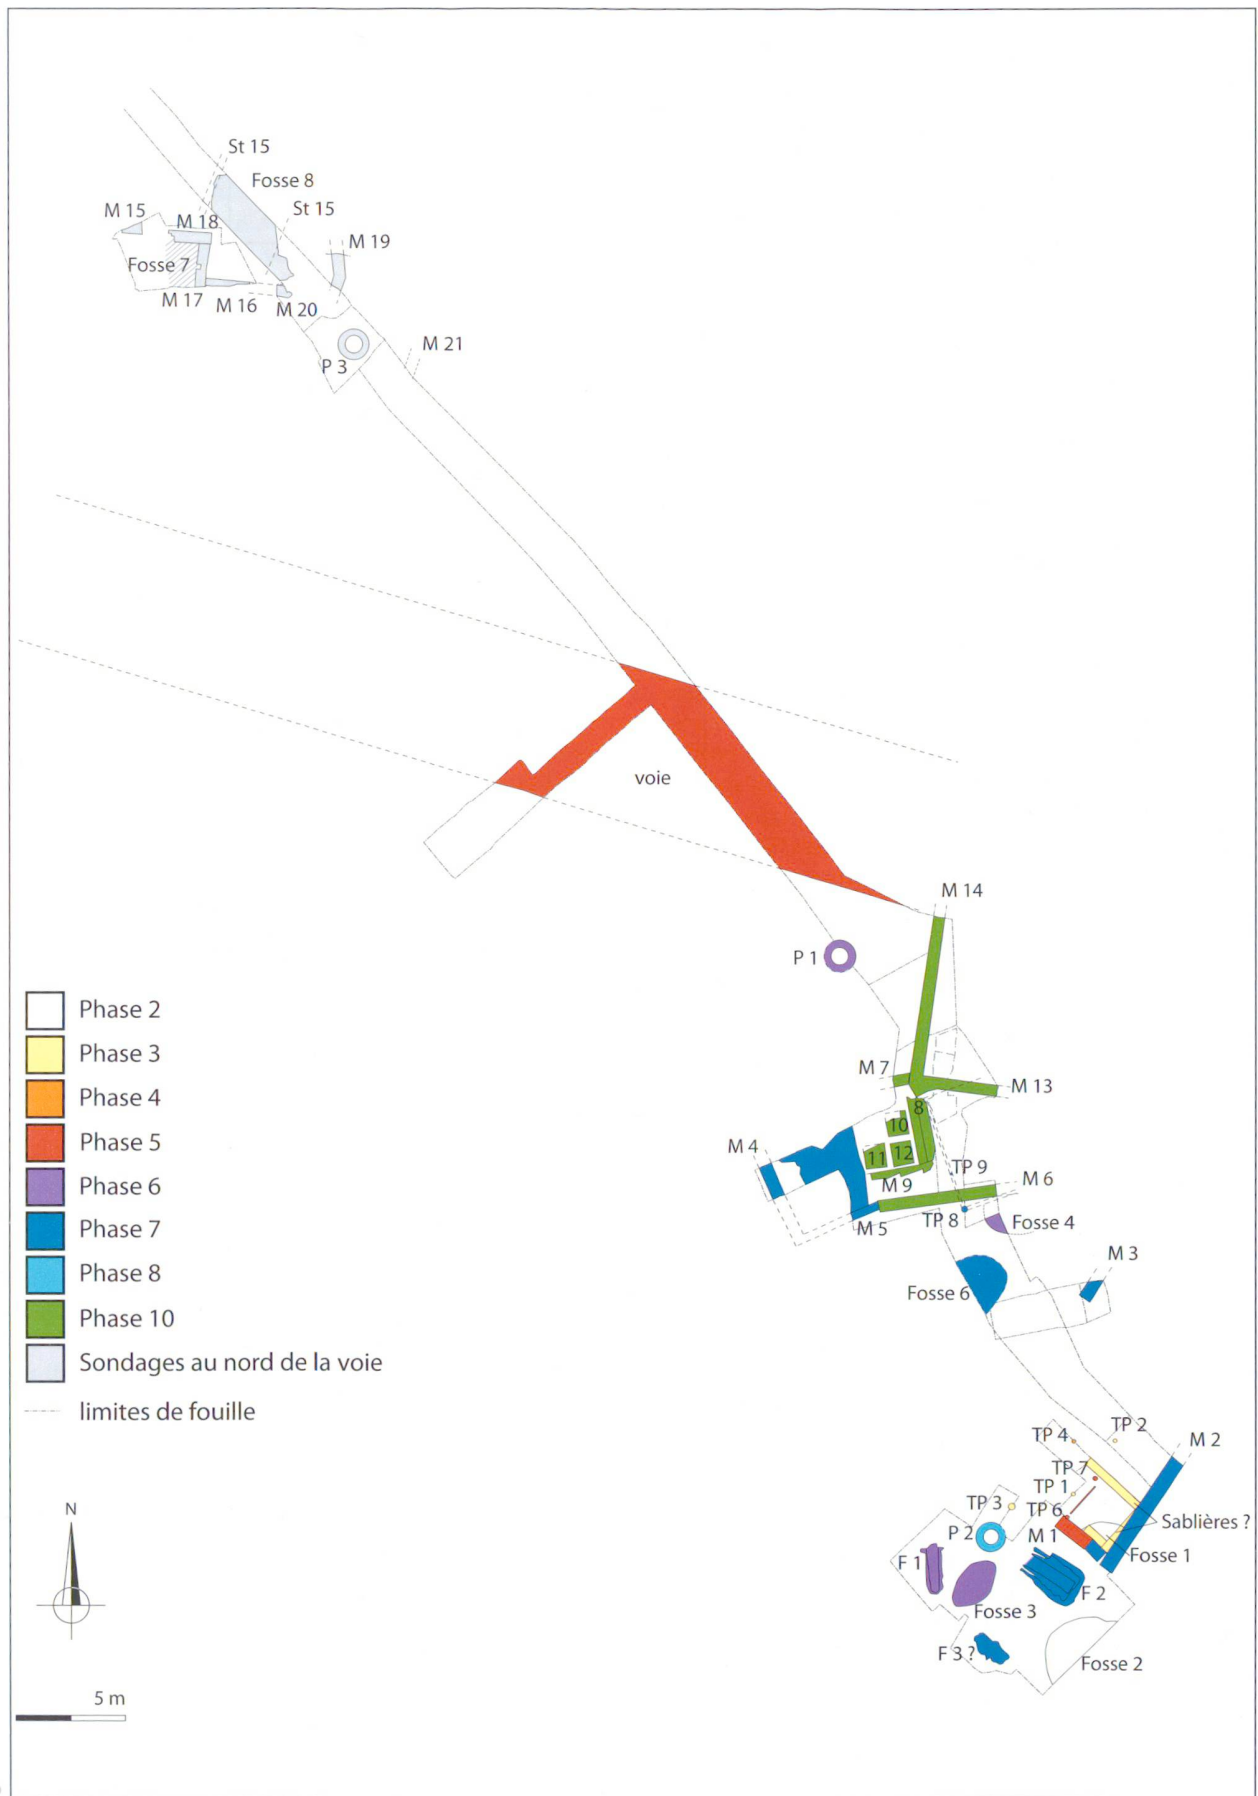 St 15
Fosse 8
St 15
M 15
M 18
M 19
Fosse 7
M 17
M 16
M 20
M 21
P 3
voie
M 14
P 1
Phase 2
Phase 3
Phase 4
Phase 5
Phase 6
Phase 7
Phase 8
Phase 10
Sondages au nord de la voie
limites de fouille
M 7
M 13
8
10
M 4
11
12
TP 9
M 9
M 6
M 5
TP 8
Fosse 4
M 3
Fosse 6
TP 4
TP 2
M 2
TP 7
TP 1
TP 3
TP 6
Sablières ?
P 2
M 1
Fosse 1
F 1
F 2
Fosse 3
F 3 ?
Fosse 2
N
5 m